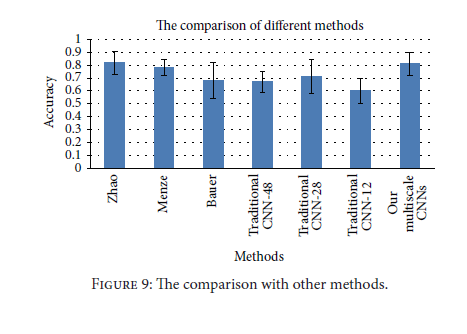 The comparison of different methods
Accuracy
1
0.9
0.8
0.7
0.6
0.5
0.4
0.3
0.2
0.1
0
Zhao
Menze
Bauer
Traditional
CNN-48
Traditional
CNN-28
Traditional
CNN-12
Our
multiscale
CNNs
Methods
FIGURE 9: The comparison with other methods.